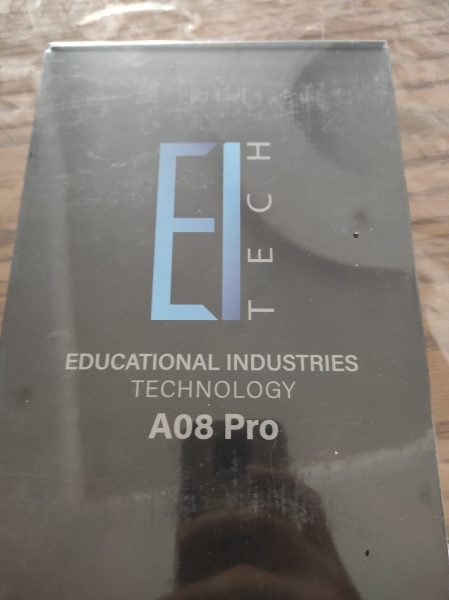 EI
TECH
EDUCATIONAL INDUSTRIES
TECHNOLOGY
A08 Pro